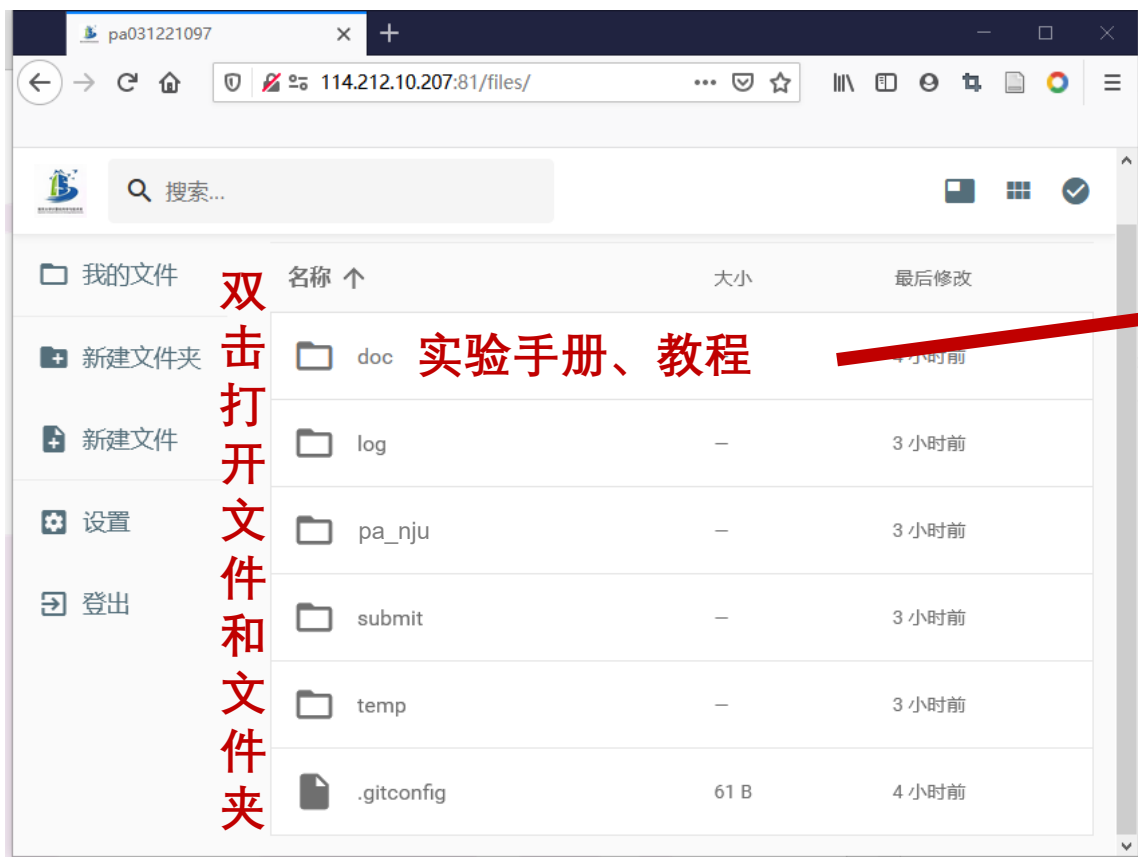 pa031221097
114.212.10.207:81/files/
搜索...
我的文件
新建文件夹
新建文件
设置
登出
双击打开文件和文件夹
名称 大小 最后修改
doc 实验手册、教程 4 小时前
log — 3 小时前
pa_nju — 3 小时前
submit — 3 小时前
temp — 3 小时前
.gitconfig 61 B 4 小时前